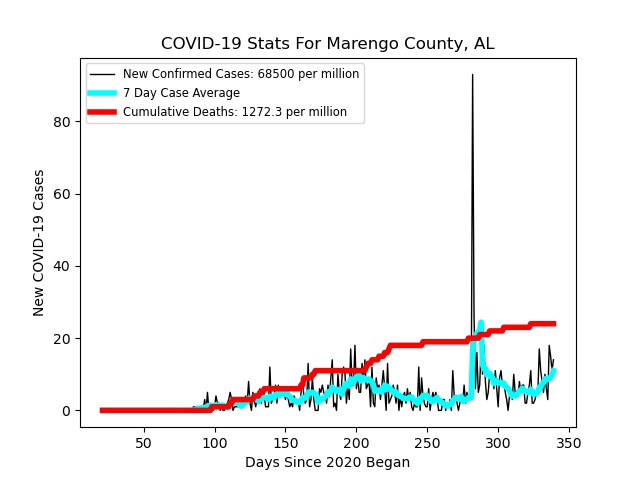 COVID-19 Stats For Marengo County, AL
New Confirmed Cases: 68500 per million
7 Day Case Average
Cumulative Deaths: 1272.3 per million
New COVID-19 Cases
80
60
40
20
0
50
100
150
200
250
300
350
Days Since 2020 Began